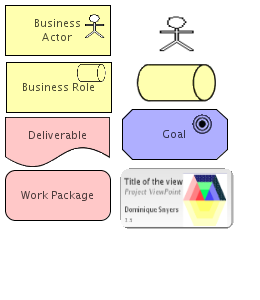 Business
Actor
Business Role
Deliverable
Goal
Work Package
Title of the view
Project ViewPoint
Dominique Snyers
1.1